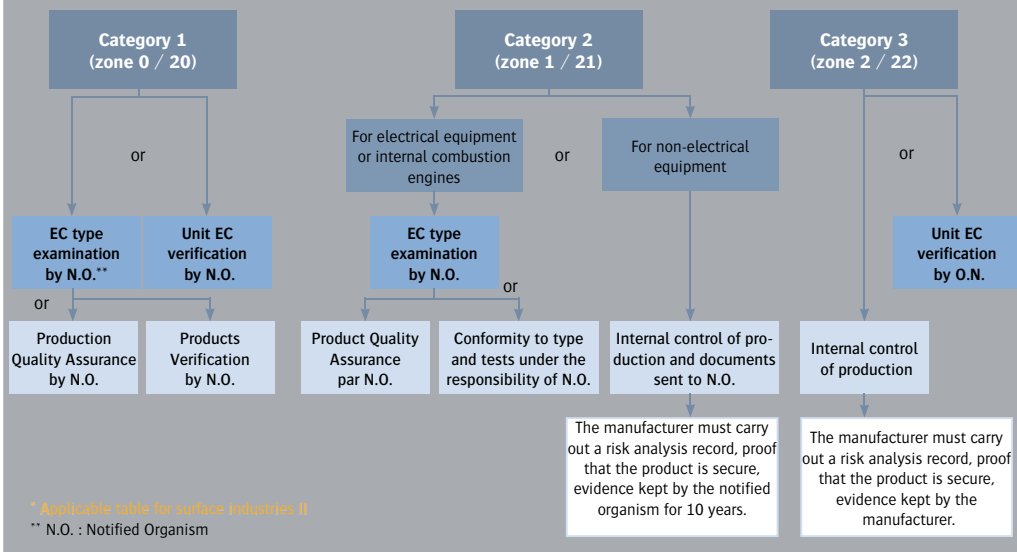 Category 1
(zone 0 / 20)
Category 2
(zone 1 / 21)
Category 3
(zone 2 / 22)
or
For electrical equipment
or internal combustion
engines
or
For non-electrical
equipment
or
EC type
examination
by N.O.**
Unit EC
verification
by N.O.
EC type
examination
by N.O.
Unit EC
verification
by O.N.
or
or
Production
Quality Assurance
by N.O.
Products
Verification
by N.O.
Product Quality
Assurance
par N.O.
Conformity to type
and tests under the
responsibility of N.O.
Internal control of pro-
duction and documents
sent to N.O.
Internal control
of production
The manufacturer must carry
out a risk analysis record, proof
that the product is secure,
evidence kept by the notified
organism for 10 years.
The manufacturer must carry
out a risk analysis record, proof
that the product is secure,
evidence kept by the
manufacturer.
* Applicable table for surface industries II
** N.O. : Notified Organism